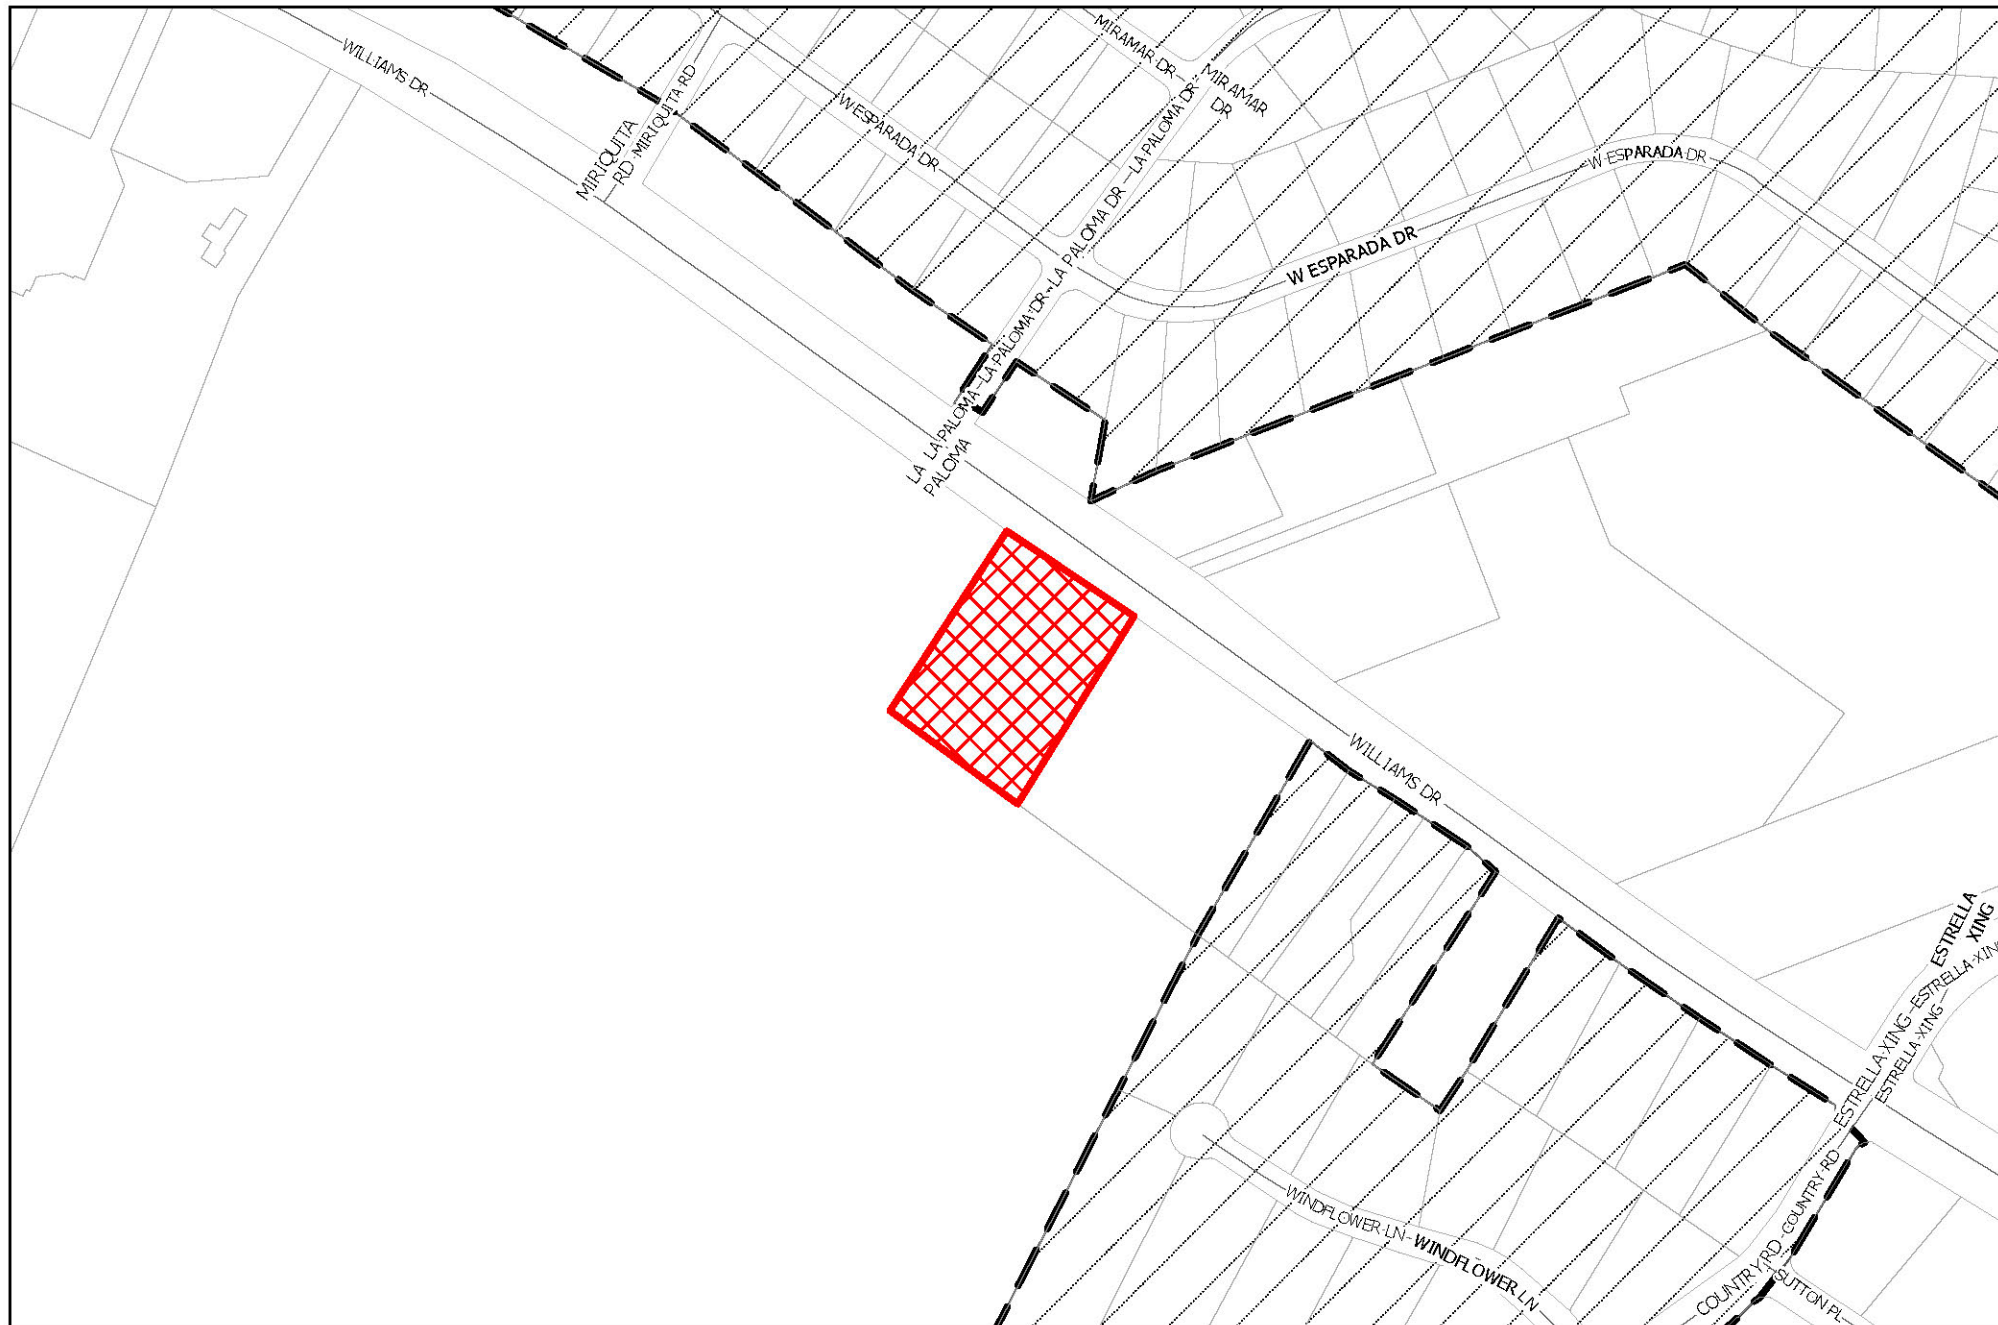 MIRAMAR DR
WILLIAMS DR
MIRAMAR
DR
MIRIQUITA RD
W ESPARADA DR
LA PALOMA DR
MIRIQUITA
RD
W ESPARADA DR
LA PALOMA DR
W ESPARADA DR
LA PALOMA DR
LA PALOMA
LA
PALOMA
WILLIAMS DR
ESTRELLA
XING
ESTRELLA XING
ESTRELLA XING
ESTRELLA XING
COUNTRY RD
WINDFLOWER LN
WINDFLOWER LN
COUNTRY RD
SUTTON PL